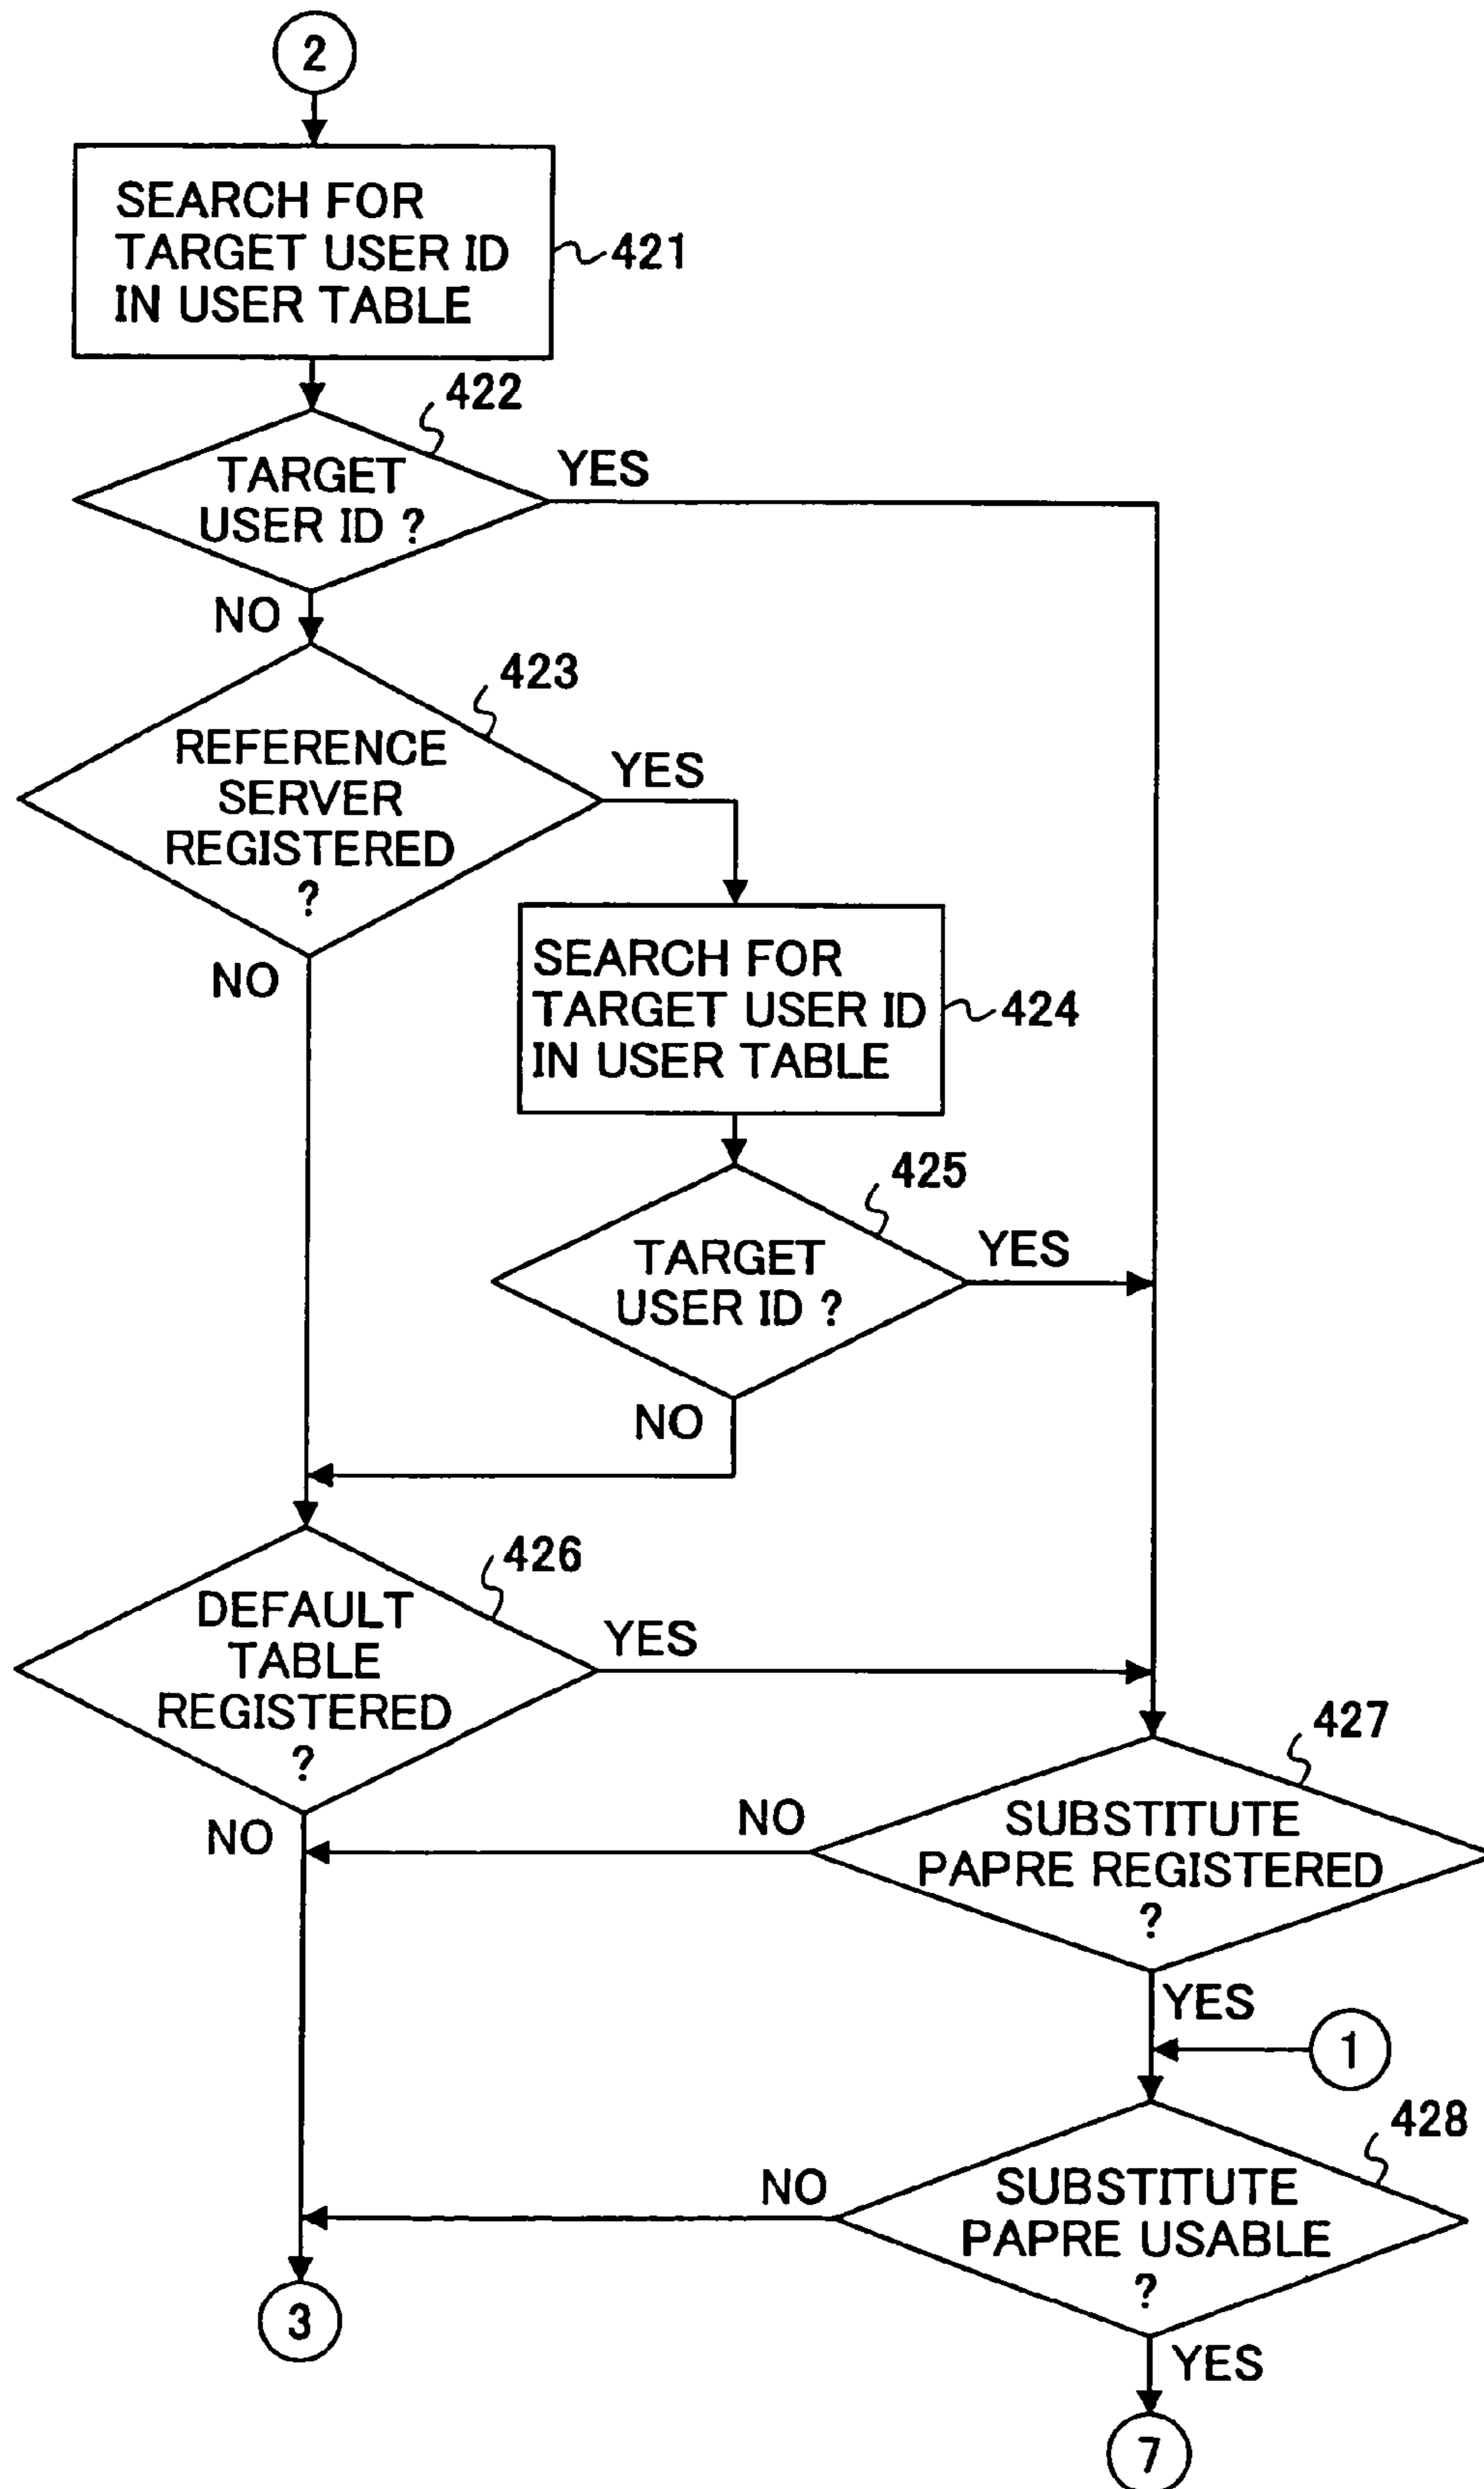 2
SEARCH FOR
TARGET USER ID
IN USER TABLE
421
422
TARGET
USER ID ?
YES
NO
423
REFERENCE
SERVER
REGISTERED
?
YES
NO
SEARCH FOR
TARGET USER ID
IN USER TABLE
424
425
TARGET
USER ID ?
YES
NO
426
DEFAULT
TABLE
REGISTERED
?
YES
NO
427
SUBSTITUTE
PAPRE REGISTERED
?
NO
YES
1
428
SUBSTITUTE
PAPRE USABLE
?
NO
YES
3
7